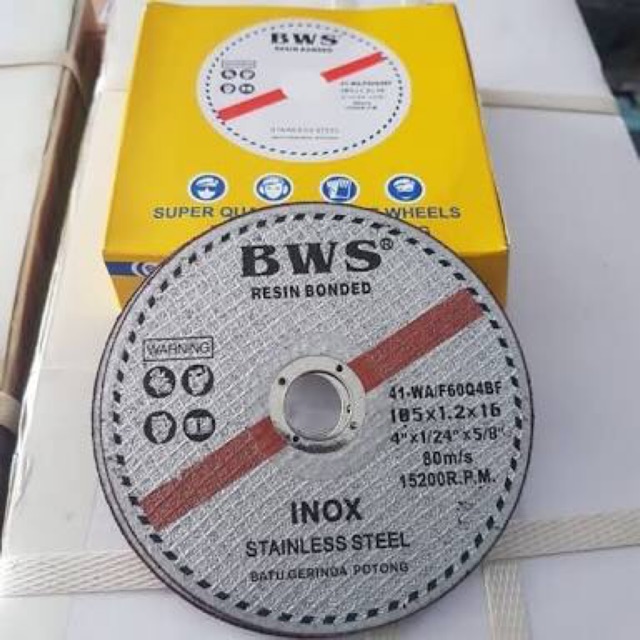 BWS
RESIN BONDED
STAINLESS STEEL
SUPER WHEELS
BWS®
RESIN BONDED
WARNING
41-WA/F60Q4BF
105x1.2x16
4"x1/24"x5/8"
80m/s
15200R.P.M.
INOX
STAINLESS STEEL
BATU GERINDA POTONG